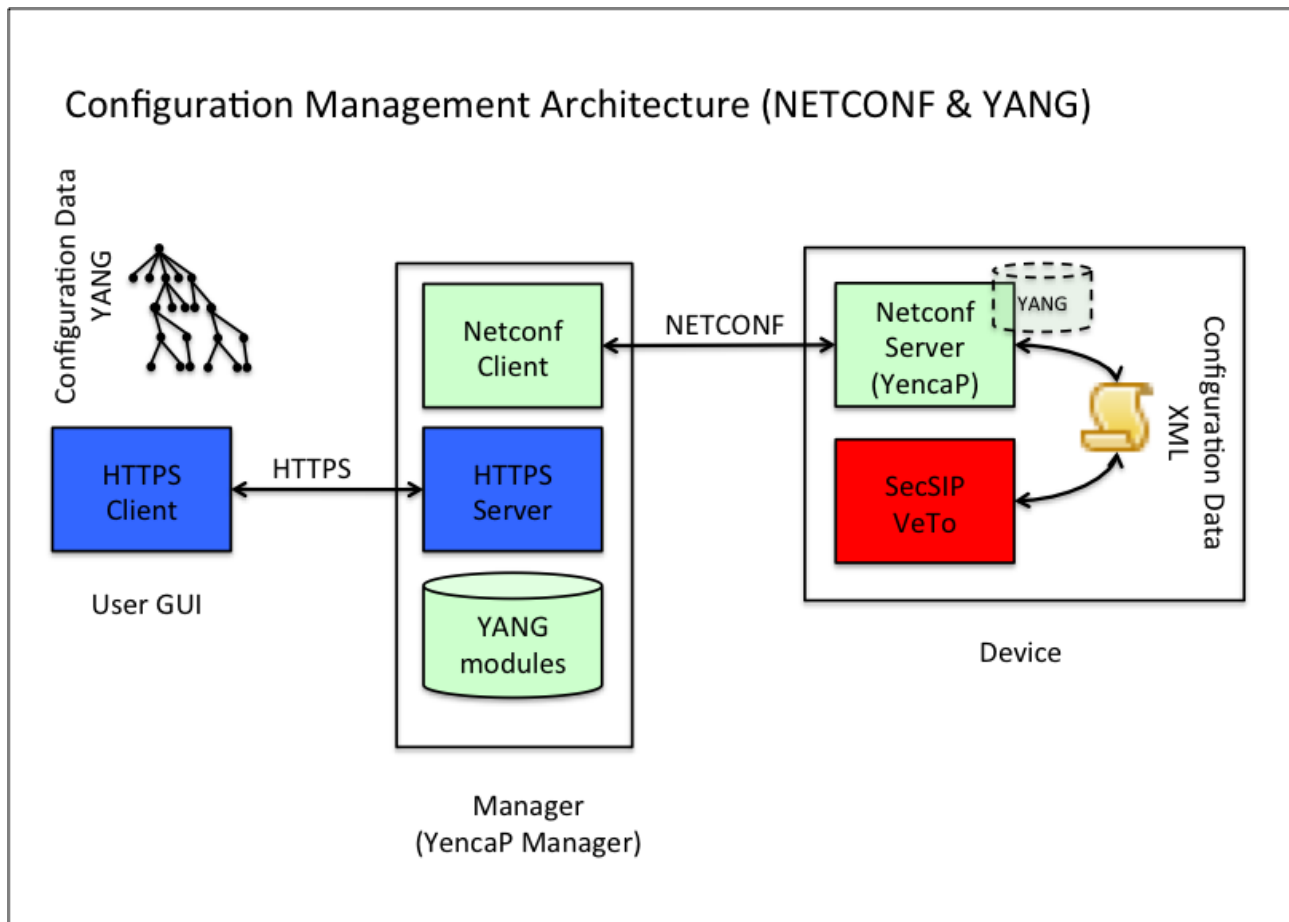 Configuration Management Architecture (NETCONF & YANG)
Configuration Data
YANG
HTTPS
Client
User GUI
HTTPS
Netconf
Client
HTTPS
Server
YANG
modules
Manager
(YencaP Manager)
NETCONF
Netconf
Server
(YencaP)
YANG
SecSIP
VeTo
Configuration Data
XML
Device